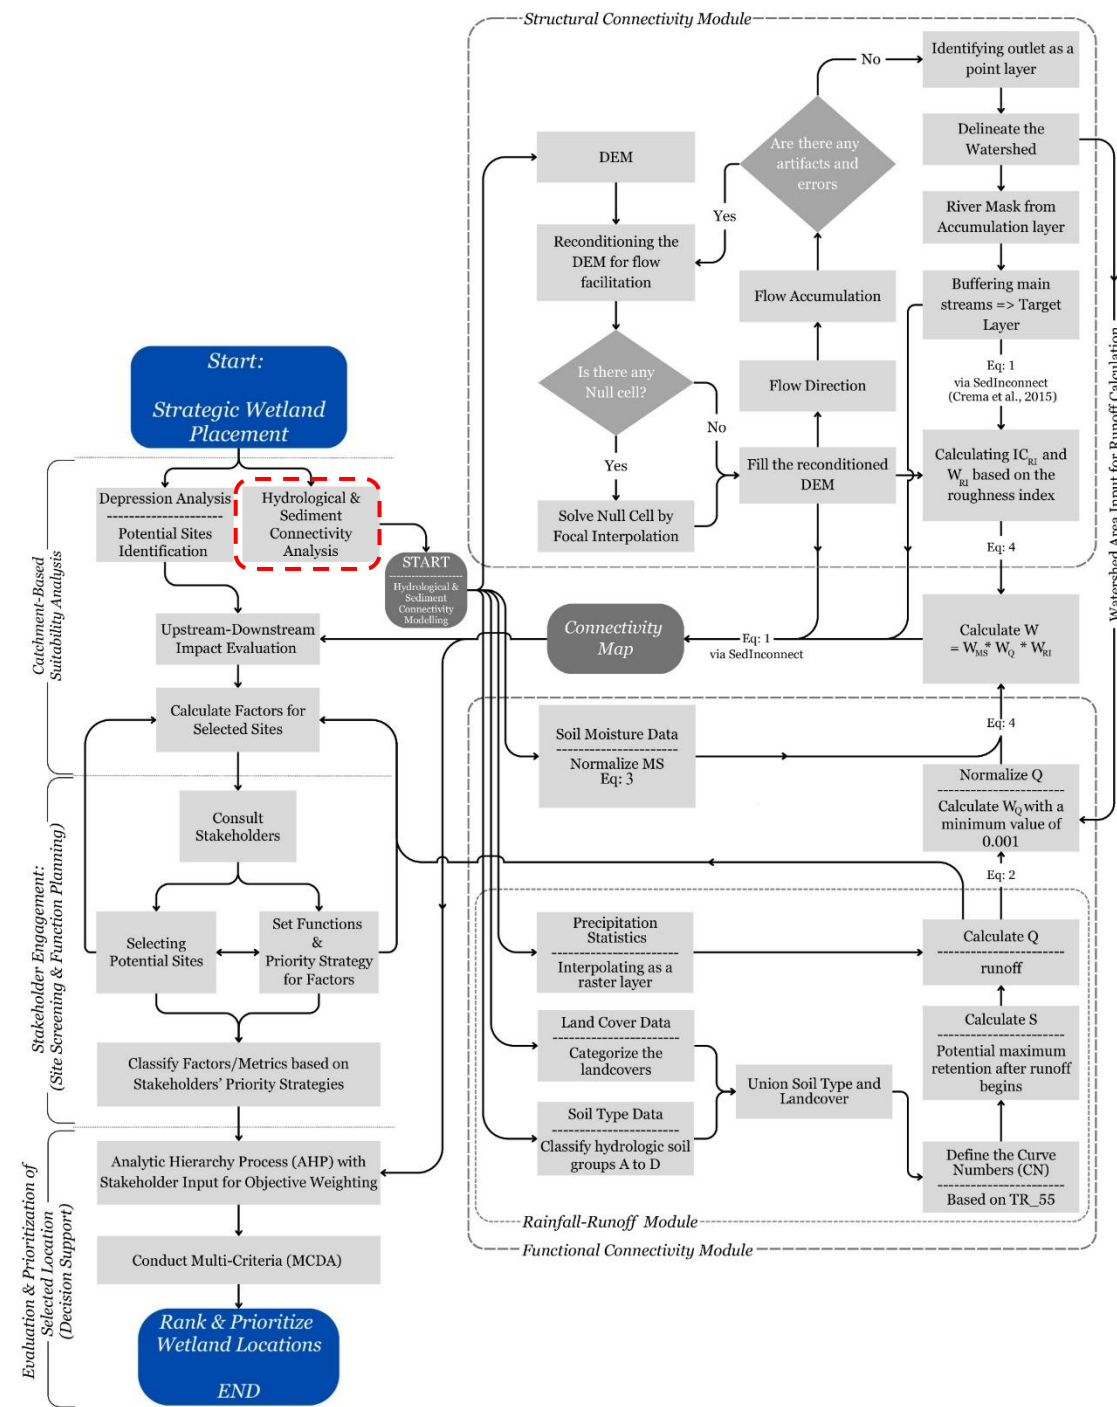 Structural Connectivity Module
Identifying outlet as a
point layer
No
Delineate the
Watershed
Are there any
artifacts and
errors
DEM
Yes
River Mask from
Accumulation layer
Reconditioning the
DEM for flow
facilitation
Flow Accumulation
Buffering main
streams => Target
Layer
Watershed Area Input for Runoff Calculation
Is there any
Null cell?
Flow Direction
Eq: 1
via SedInconnect
(Crema et al., 2015)
No
Yes
Fill the reconditioned
DEM
Calculating IC_RI and
W_RI based on the
roughness index
Solve Null Cell by
Focal Interpolation
Eq: 4
Start:
Strategic Wetland
Placement
Catchment-Based
Suitability Analysis
Depression Analysis
Potential Sites
Identification
Hydrological &
Sediment
Connectivity
Analysis
START
Hydrological &
Sediment
Connectivity
Modelling
Upstream-Downstream
Impact Evaluation
Connectivity
Map
Eq: 1
via SedInconnect
Calculate W
= W_MS* W_Q * W_RI
Calculate Factors for
Selected Sites
Soil Moisture Data
Normalize MS
Eq: 3
Eq: 4
Normalize Q
Calculate W_Q with a
minimum value of
0.001
Eq: 2
Stakeholder Engagement:
(Site Screening & Function Planning)
Consult
Stakeholders
Selecting
Potential Sites
Set Functions
&
Priority Strategy
for Factors
Precipitation
Statistics
Interpolating as a
raster layer
Calculate Q
runoff
Calculate S
Potential maximum
retention after runoff
begins
Land Cover Data
Categorize the
landcovers
Union Soil Type and
Landcover
Classify Factors/Metrics based on
Stakeholders' Priority Strategies
Soil Type Data
Classify hydrologic soil
groups A to D
Define the Curve
Numbers (CN)
Based on TR_55
Rainfall-Runoff Module
Functional Connectivity Module
Evaluation & Prioritization of
Selected Location
(Decision Support)
Analytic Hierarchy Process (AHP) with
Stakeholder Input for Objective Weighting
Conduct Multi-Criteria (MCDA)
Rank & Prioritize
Wetland Locations
END